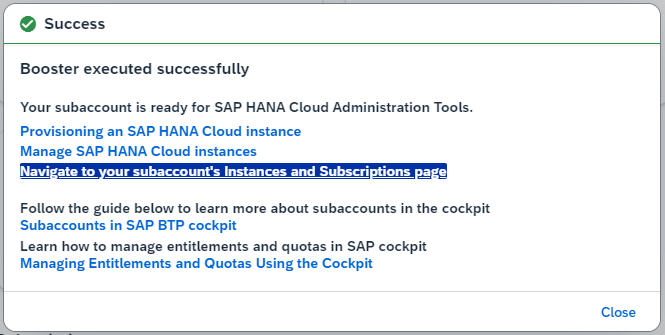 Success
Booster executed successfully
Your subaccount is ready for SAP HANA Cloud Administration Tools.
Provisioning an SAP HANA Cloud instance
Manage SAP HANA Cloud instances
Navigate to your subaccount's Instances and Subscriptions page
Follow the guide below to learn more about subaccounts in the cockpit
Subaccounts in SAP BTP cockpit
Learn how to manage entitlements and quotas in SAP cockpit
Managing Entitlements and Quotas Using the Cockpit
Close